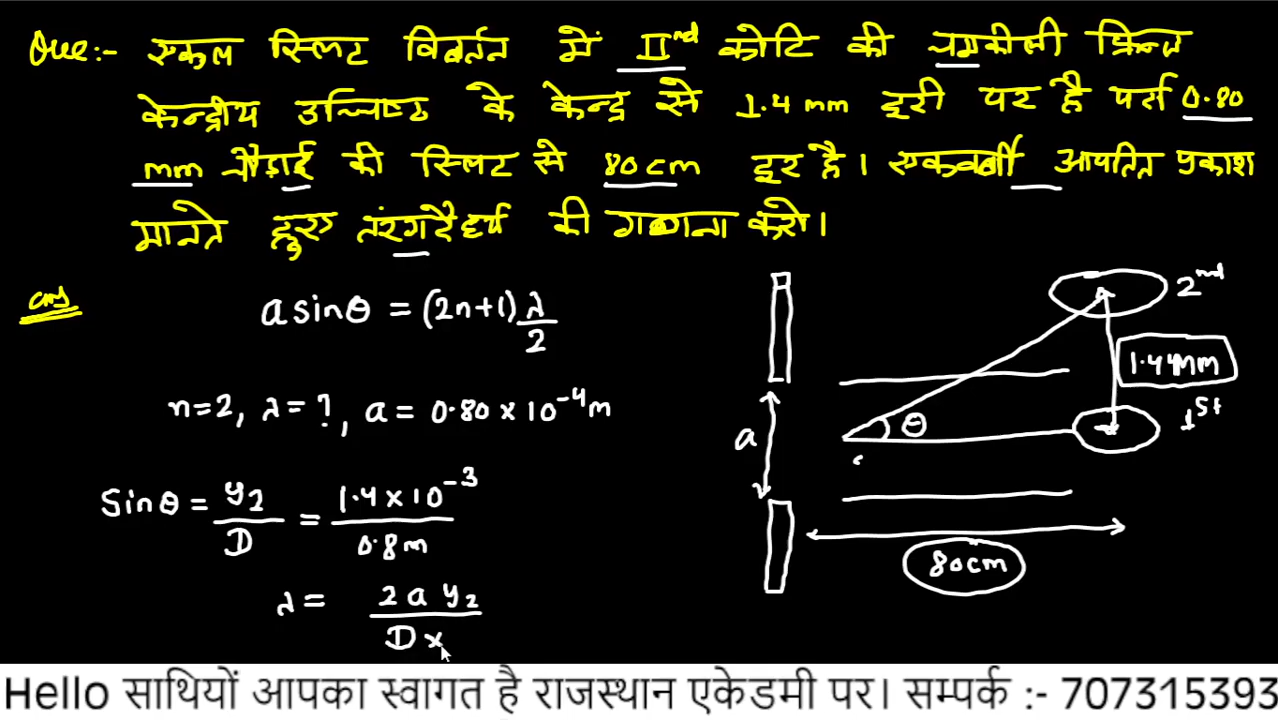 Que:- एकल स्लिट विवर्तन में IInd कोटि की चमकीली फ्रिन्ज
केन्द्रीय उच्चिष्ठ के केन्द्र से 1.4 mm दूरी पर है पर्दा 0.80
mm चौड़ाई की स्लिट से 80 cm दूर है। एकवर्णी आपतित प्रकाश
मानते हुए तरंगदैर्ध्य की गणना करो।
ans
a sinθ = (2n+1) λ/2
n=2, λ= ?, a= 0.80 x 10^-4 m
Sinθ = y2/D = 1.4 x 10^-3/0.8m
λ = 2 a y2/D x
2nd
1.44mm
1st
θ
a
80cm
Hello साथियों आपका स्वागत है राजस्थान एकेडमी पर। सम्पर्क :- 707315393